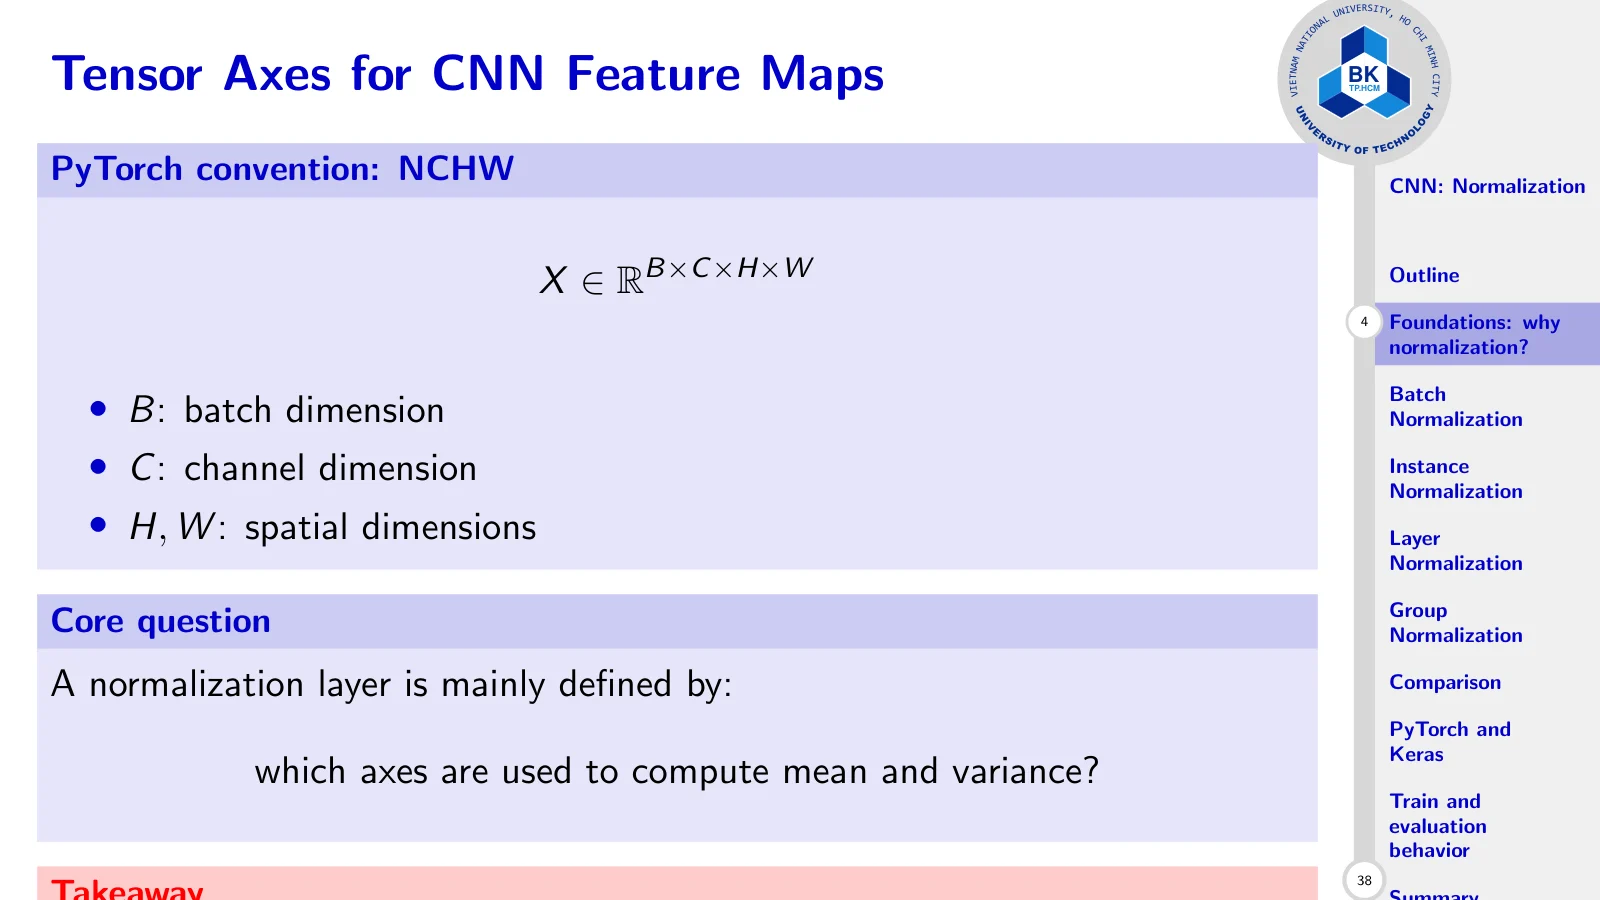 Tensor Axes for CNN Feature Maps
VIETNAM NATIONAL UNIVERSITY, HO CHI MINH CITY
BK
TP.HCM
UNIVERSITY OF TECHNOLOGY
PyTorch convention: NCHW
X ∈ ℝ^{B×C×H×W}
• B: batch dimension
• C: channel dimension
• H, W: spatial dimensions
Core question
A normalization layer is mainly defined by:
which axes are used to compute mean and variance?
Takeaway
CNN: Normalization
Outline
4
Foundations: why
normalization?
Batch
Normalization
Instance
Normalization
Layer
Normalization
Group
Normalization
Comparison
PyTorch and
Keras
Train and
evaluation
behavior
38
Summary